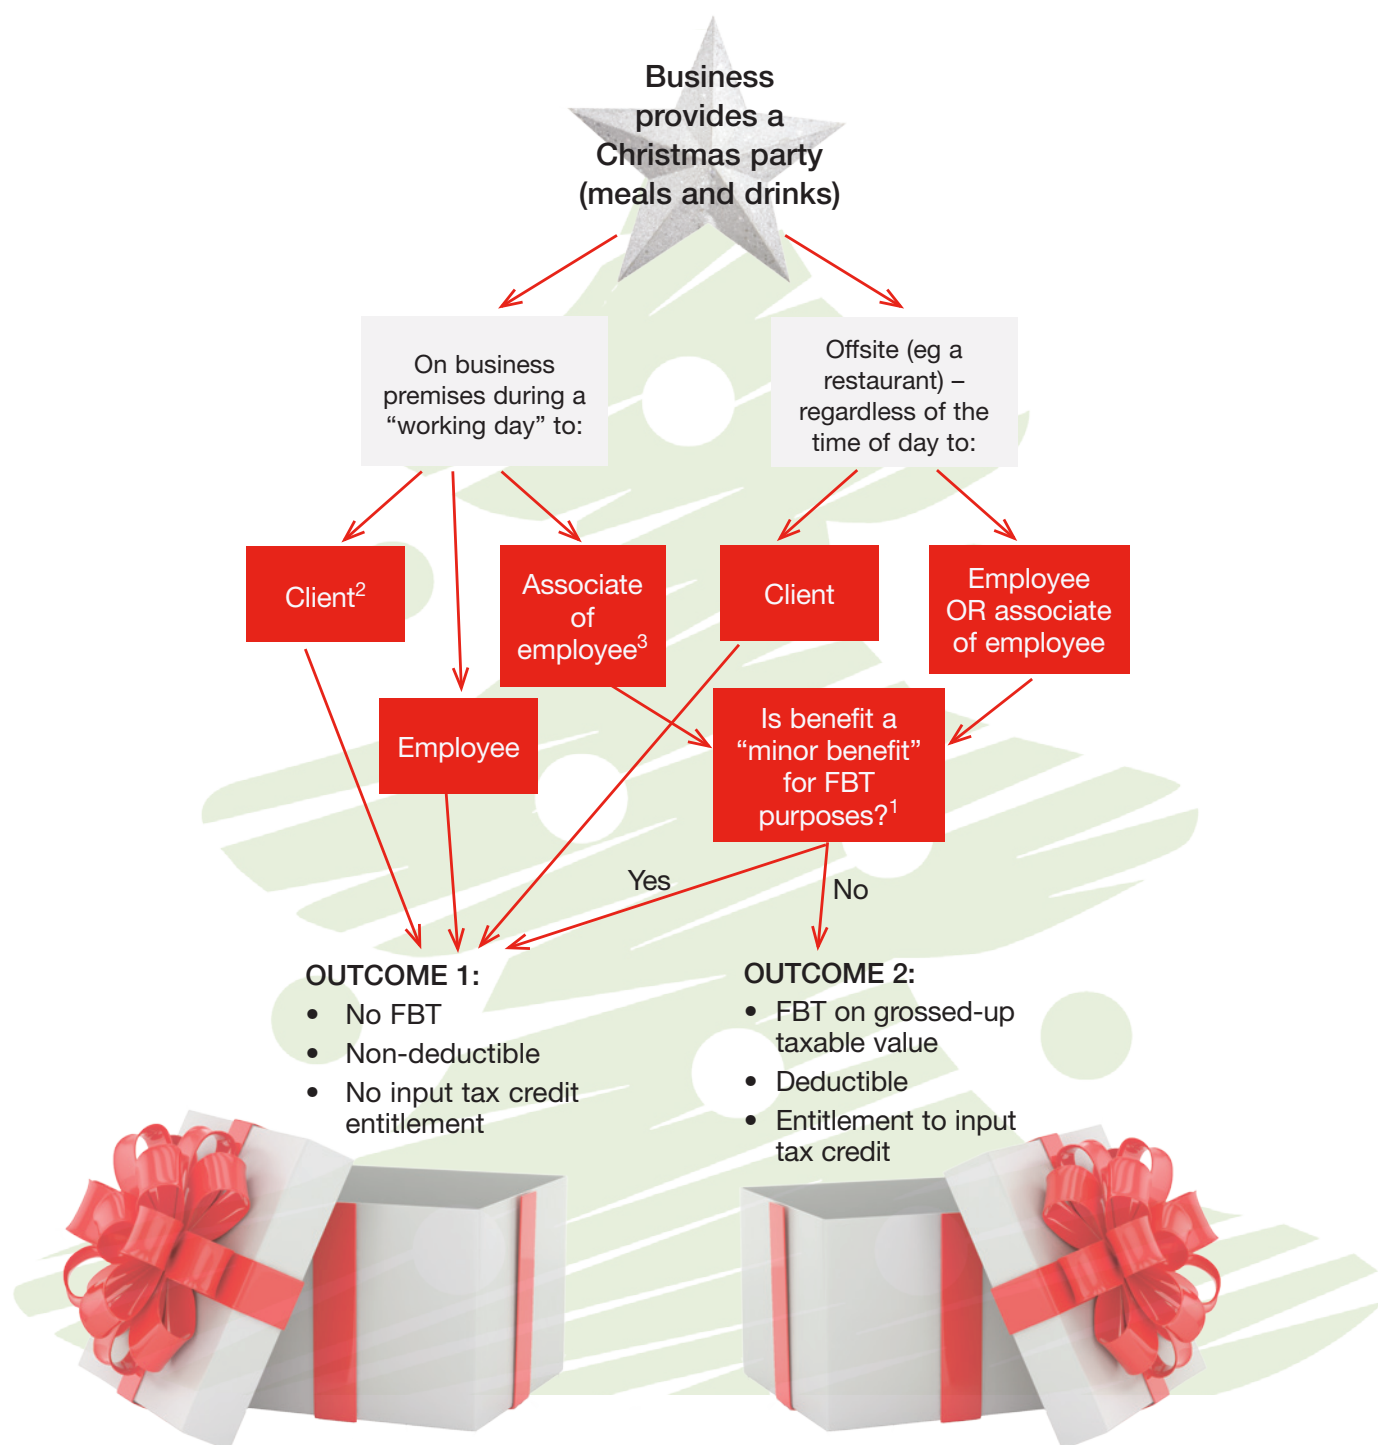 Business
provides a
Christmas party
(meals and drinks)
On business
premises during a
“working day” to:
Offsite (eg a
restaurant) –
regardless of the
time of day to:
Client2
Associate
of
employee3
Client
Employee
OR associate
of employee
Employee
Is benefit a
“minor benefit”
for FBT
purposes?1
Yes
No
OUTCOME 1:
• No FBT
• Non-deductible
• No input tax credit
entitlement
OUTCOME 2:
• FBT on grossed-up
taxable value
• Deductible
• Entitlement to input
tax credit